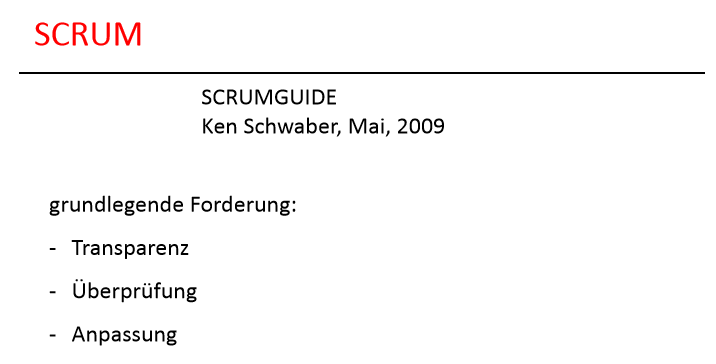 SCRUM
SCRUMGUIDE
Ken Schwaber, Mai, 2009
grundlegende Forderung:
- Transparenz
- Überprüfung
- Anpassung